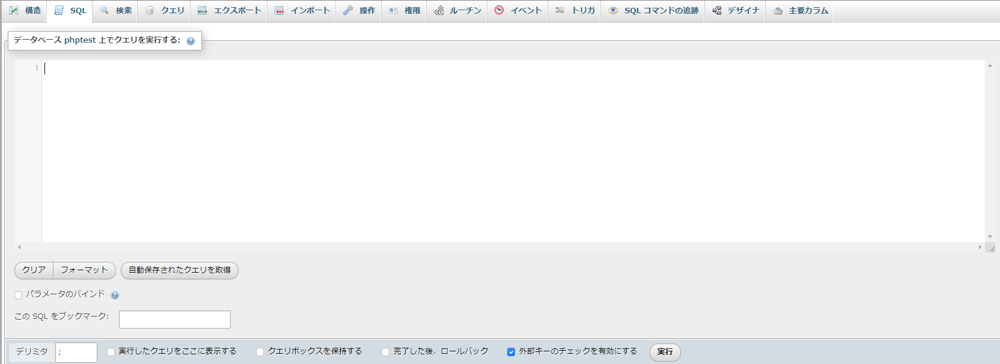 構造 SQL 検索 クエリ エクスポート インポート 操作 権限 ルーチン イベント トリガ SQL コマンドの追跡 デザイナ 主要カラム
データベース phptest 上でクエリを実行する:
1
クリア フォーマット 自動保存されたクエリを取得
パラメータのバインド
この SQL をブックマーク:
デリミタ ; 実行したクエリをここに表示する クエリボックスを保持する 完了した後、ロールバック 外部キーのチェックを有効にする 実行